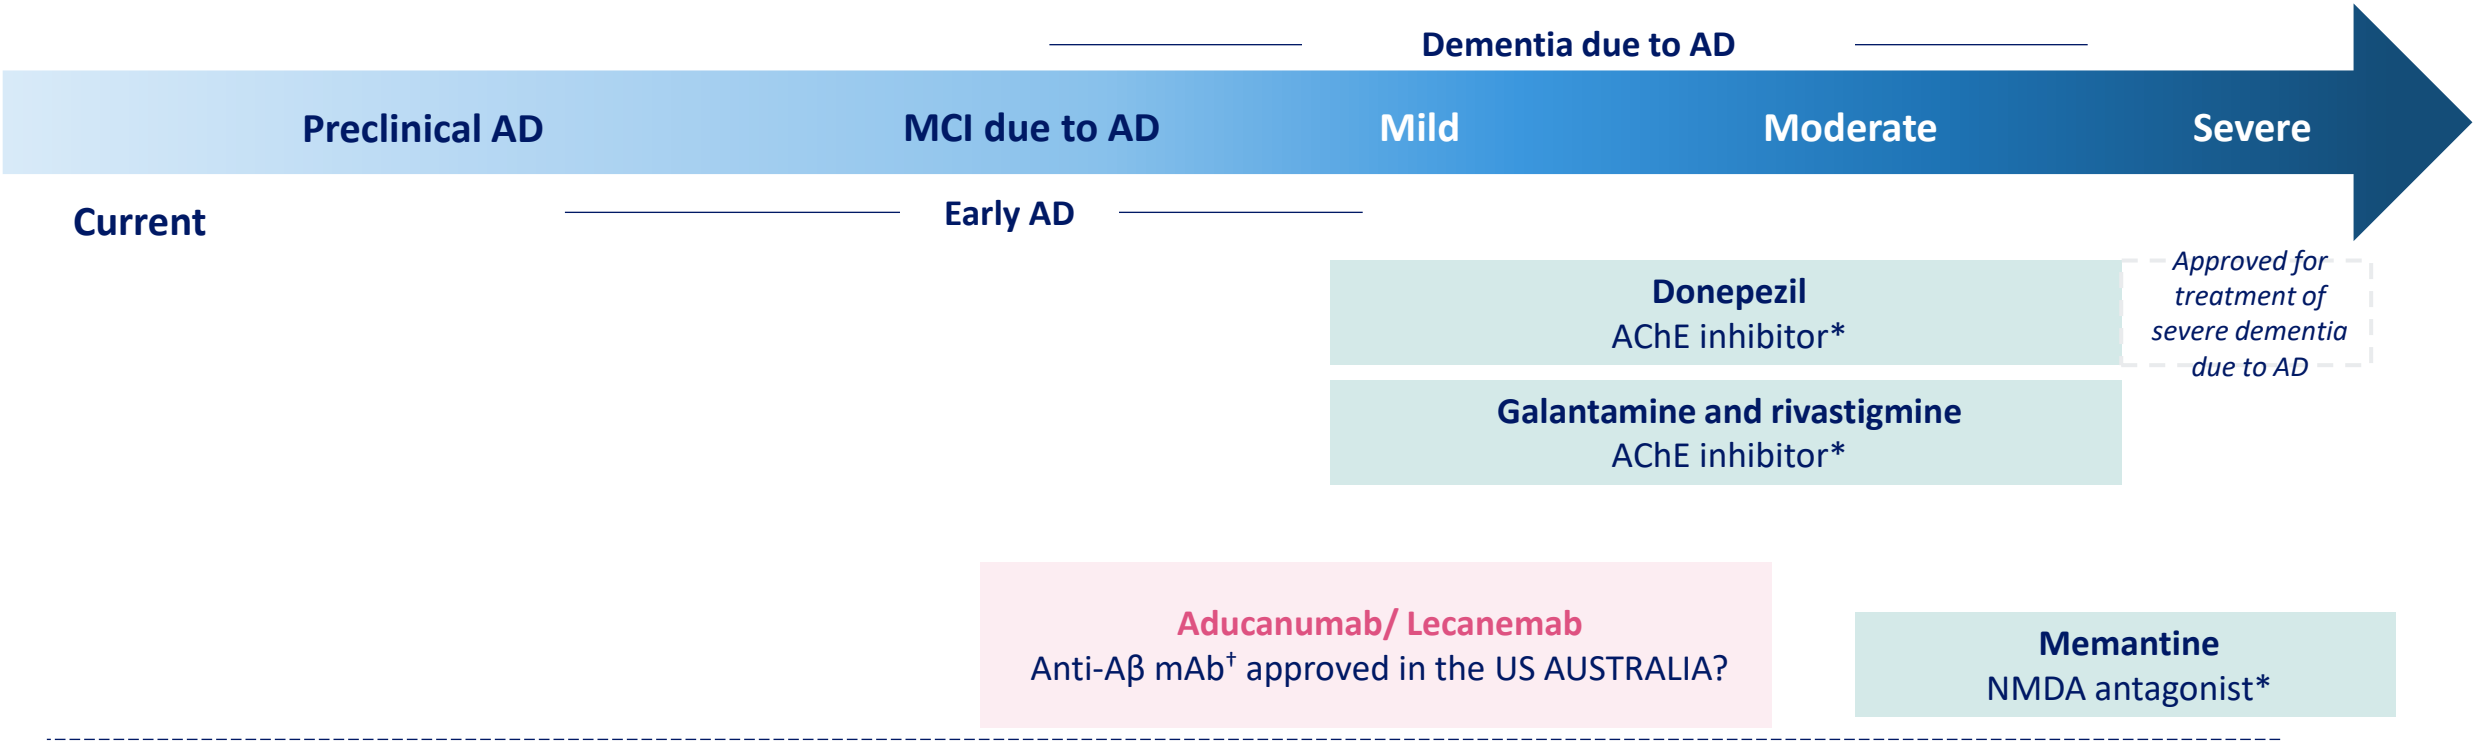 Dementia due to AD
Preclinical AD
MCI due to AD
Mild
Moderate
Severe
Current
Early AD
Donepezil
AChE inhibitor*
Approved for
treatment of
severe dementia
due to AD
Galantamine and rivastigmine
AChE inhibitor*
Aducanumab/ Lecanemab
Anti-Aβ mAb† approved in the US AUSTRALIA?
Memantine
NMDA antagonist*